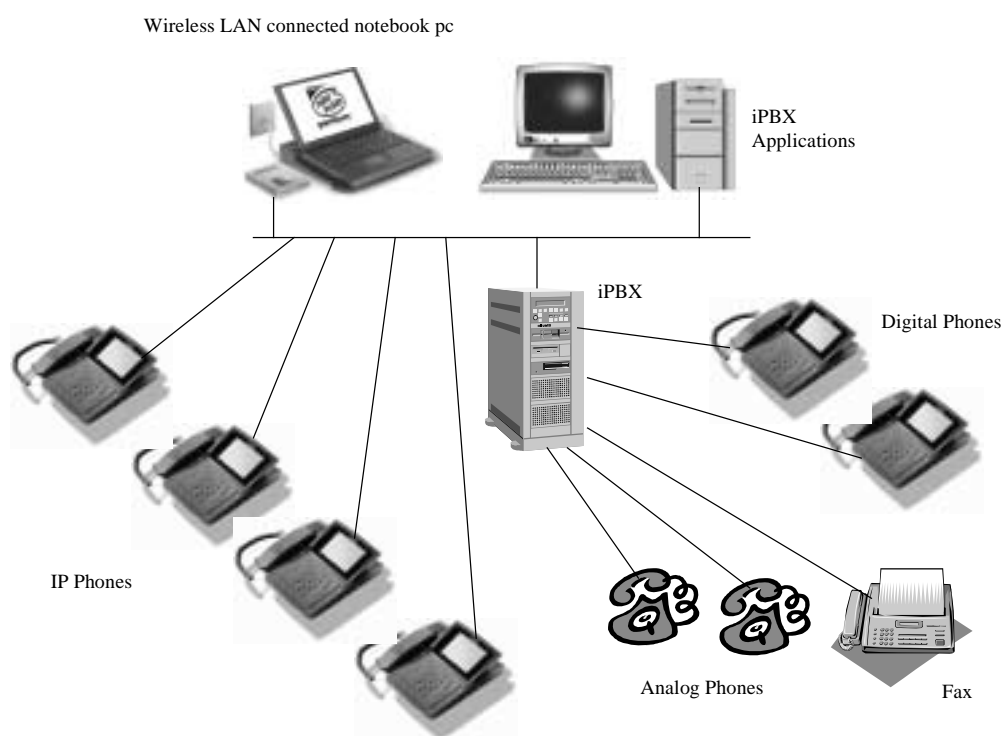 Wireless LAN connected notebook pc
iPBX
Applications
iPBX
Digital Phones
IP Phones
Analog Phones
Fax